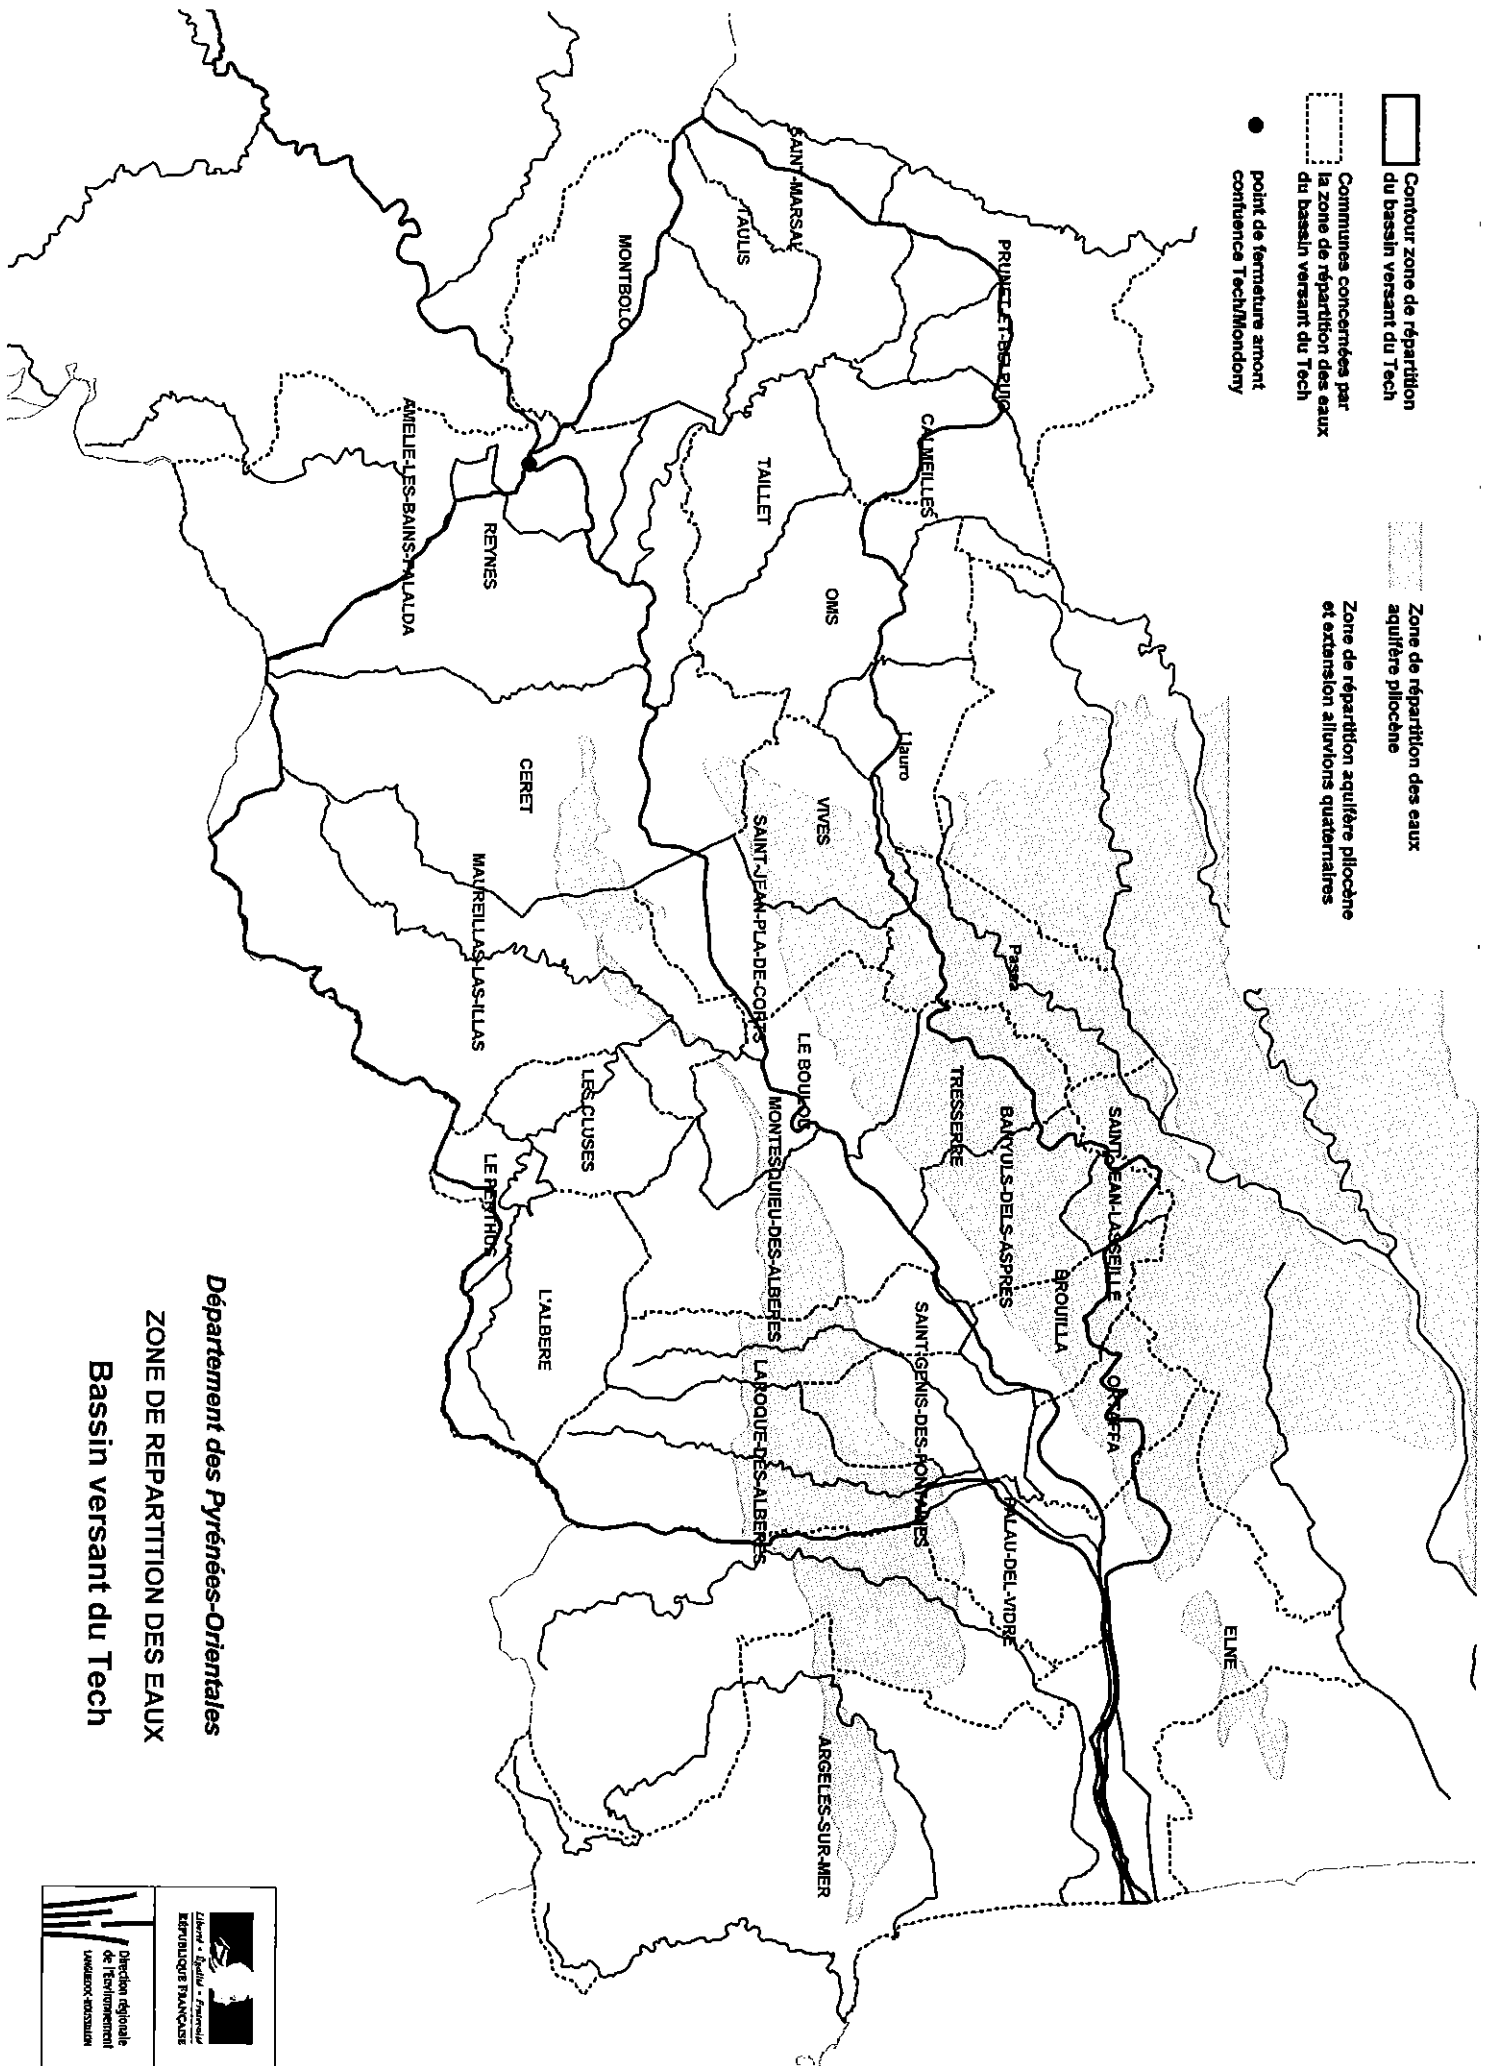 Contour zone de répartition
du bassin versant du Tech
Communes concernées par
la zone de répartition des eaux
du bassin versant du Tech
point de fermeture amont
confluence Tech/Mondony
Zone de répartition des eaux
aquifère pliocène
Zone de répartition aquifère pliocène
et extension alluvions quaternaires
PRUNET-ET-BELPUIG
SAINT-MARSAL
TAULIS
MONTBOLO
CALMEILLES
TAILLET
OMS
AMELIE-LES-BAINS-PALALDA
REYNES
Llauro
VIVES
CERET
SAINT-JEAN-PLA-DE-CORTS
MAUREILLAS-LAS-ILLAS
Passa
TRESSERRE
LE BOULOU
BANYULS-DELS-ASPRES
SAINT-JEAN-LASSEILLE
BROUILLA
ORTAFFA
MONTESQUIEU-DES-ALBERES
LES CLUSES
LE PERTHUS
L'ALBERE
LAROQUE-DES-ALBERES
SAINT-GENIS-DES-FONTAINES
PALAU-DEL-VIDRE
ELNE
ARGELES-SUR-MER
Département des Pyrénées-Orientales
ZONE DE REPARTITION DES EAUX
Bassin versant du Tech
Liberté • Égalité • Fraternité
RÉPUBLIQUE FRANÇAISE
Direction régionale
de l'Environnement
LANGUEDOC-ROUSSILLON